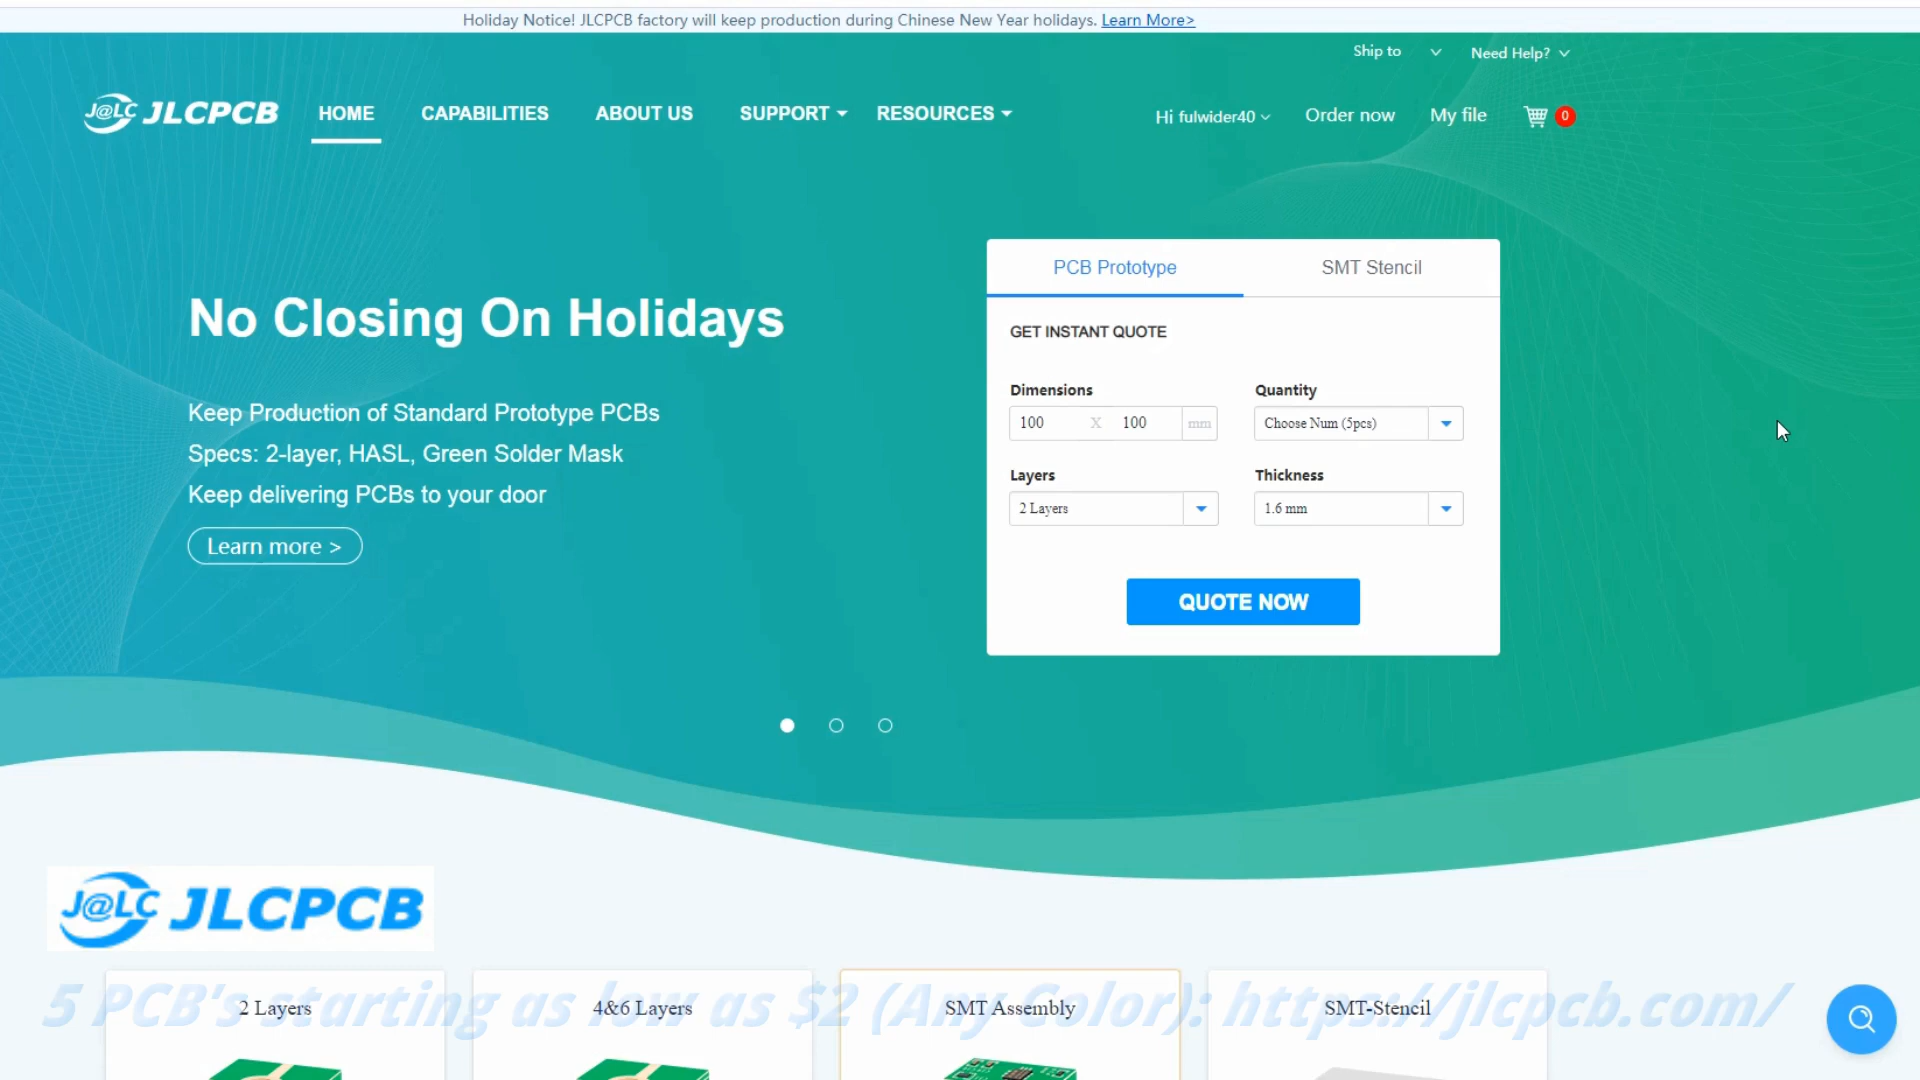 Holiday Notice! JLCPCB factory will keep production during Chinese New Year holidays. Learn More>
Ship to
Need Help?
J@LC JLCPCB
HOME
CAPABILITIES
ABOUT US
SUPPORT
RESOURCES
Hi fulwider40
Order now
My file
0
No Closing On Holidays
Keep Production of Standard Prototype PCBs
Specs: 2-layer, HASL, Green Solder Mask
Keep delivering PCBs to your door
Learn more >
PCB Prototype
SMT Stencil
GET INSTANT QUOTE
Dimensions
Quantity
100 X 100 mm
Choose Num (5pcs)
Layers
Thickness
2 Layers
1.6 mm
QUOTE NOW
J@LC JLCPCB
2 Layers
4&6 Layers
SMT Assembly
SMT-Stencil
5 PCB's starting as low as $2 (Any Color): https://jlcpcb.com/